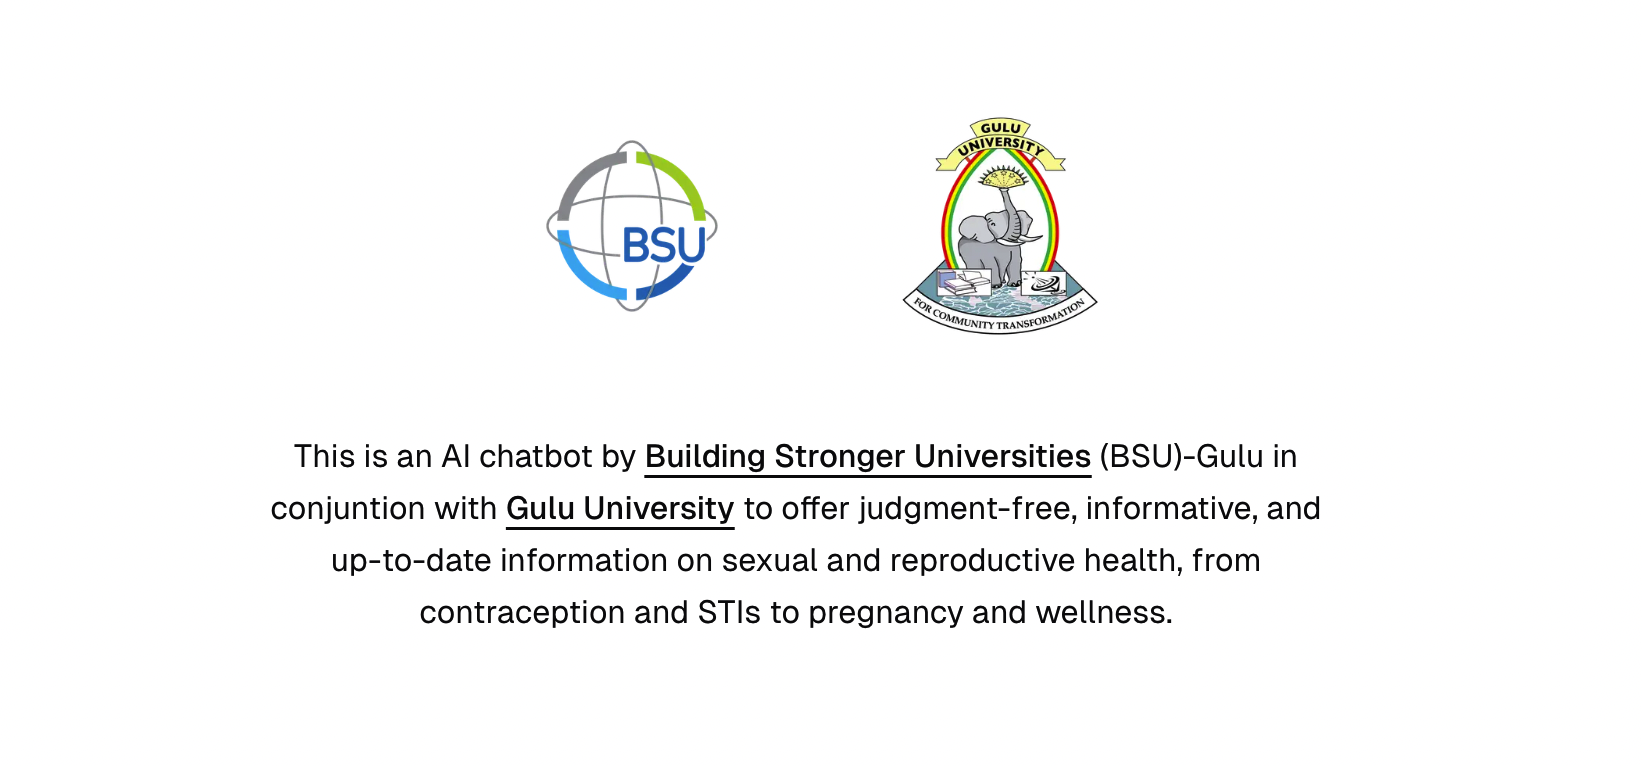 BSU
GULU
UNIVERSITY
FOR COMMUNITY TRANSFORMATION
This is an AI chatbot by Building Stronger Universities (BSU)-Gulu in
conjuntion with Gulu University to offer judgment-free, informative, and
up-to-date information on sexual and reproductive health, from
contraception and STIs to pregnancy and wellness.